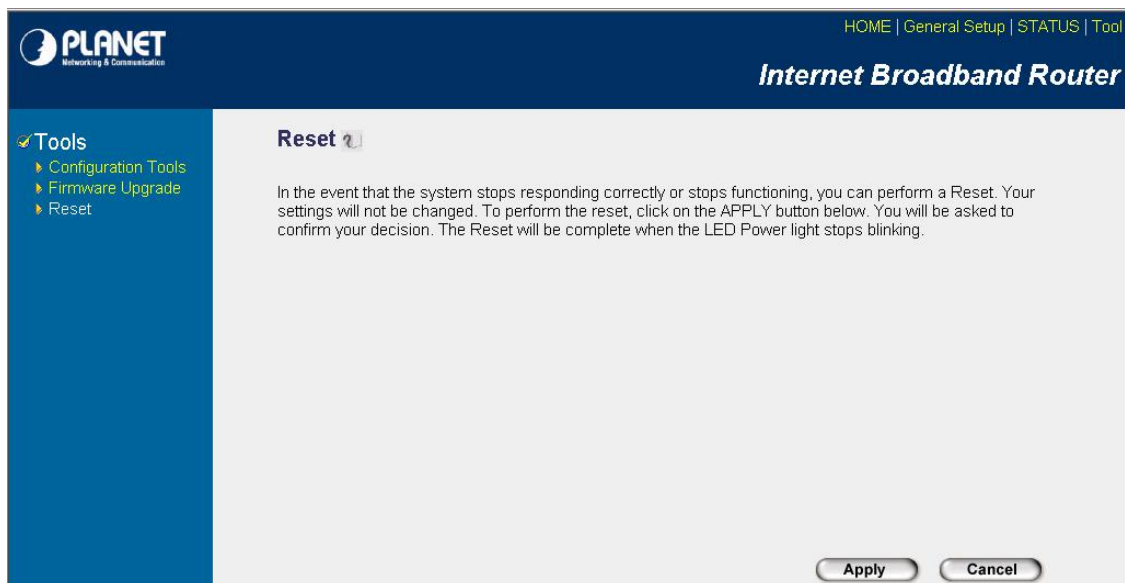 PLANET
Networking & Communication
HOME | General Setup | STATUS | Tool
Internet Broadband Router
Tools
Configuration Tools
Firmware Upgrade
Reset
Reset
In the event that the system stops responding correctly or stops functioning, you can perform a Reset. Your
settings will not be changed. To perform the reset, click on the APPLY button below. You will be asked to
confirm your decision. The Reset will be complete when the LED Power light stops blinking.
Apply
Cancel